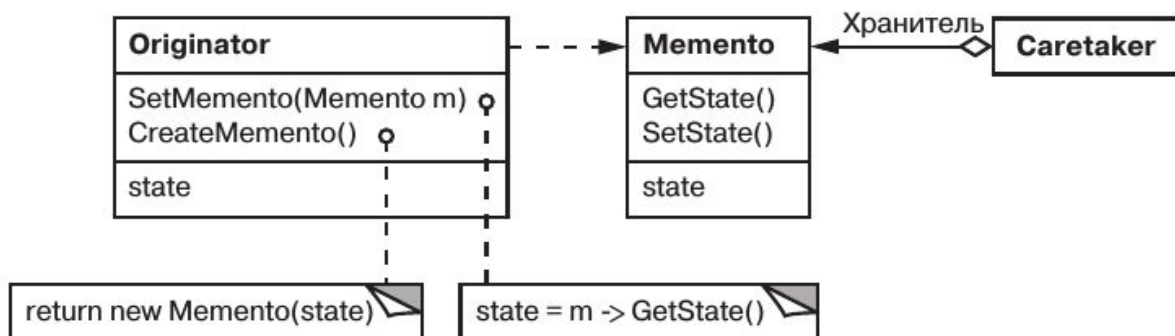 Originator
SetMemento(Memento m)
CreateMemento()
state
Memento
GetState()
SetState()
state
Хранитель
Caretaker
return new Memento(state)
state = m -> GetState()